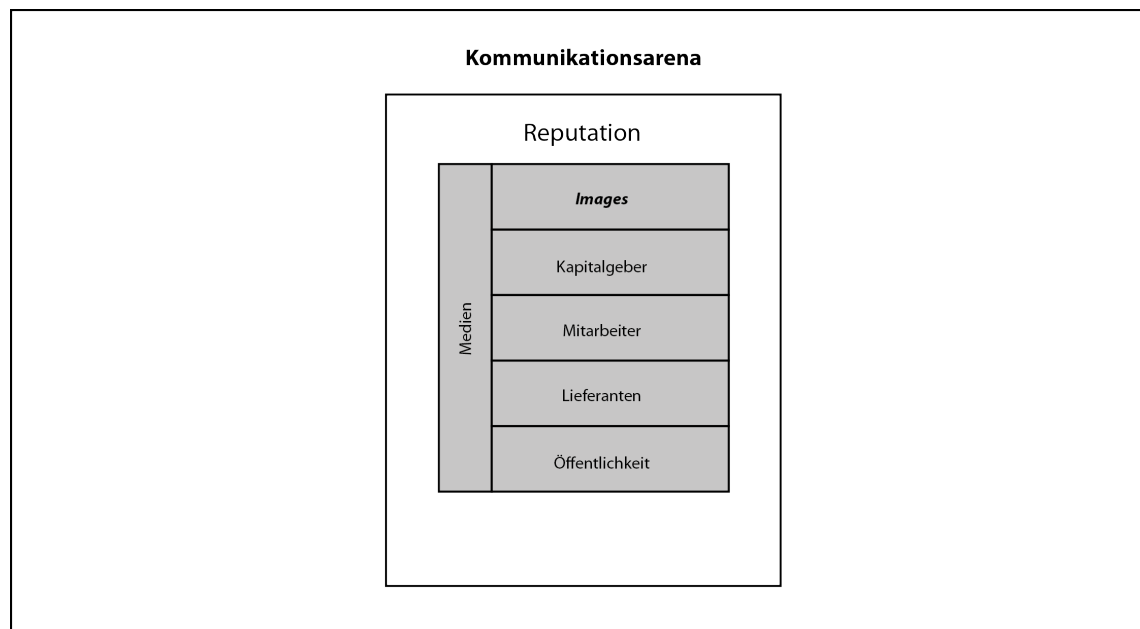 Kommunikationsarena
Reputation
Medien
Images
Kapitalgeber
Mitarbeiter
Lieferanten
Öffentlichkeit